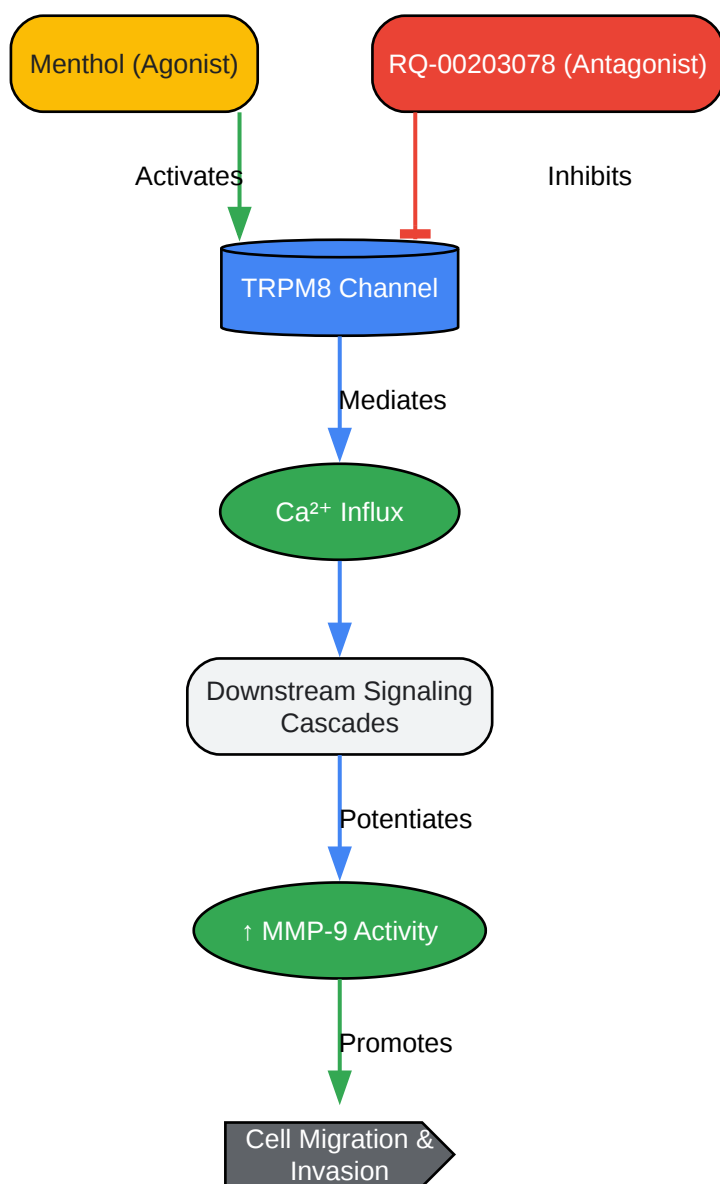 Menthol (Agonist)
RQ-00203078 (Antagonist)
Activates
Inhibits
TRPM8 Channel
Mediates
Ca²⁺ Influx
Downstream Signaling
Cascades
Potentiates
↑ MMP-9 Activity
Promotes
Cell Migration &
Invasion